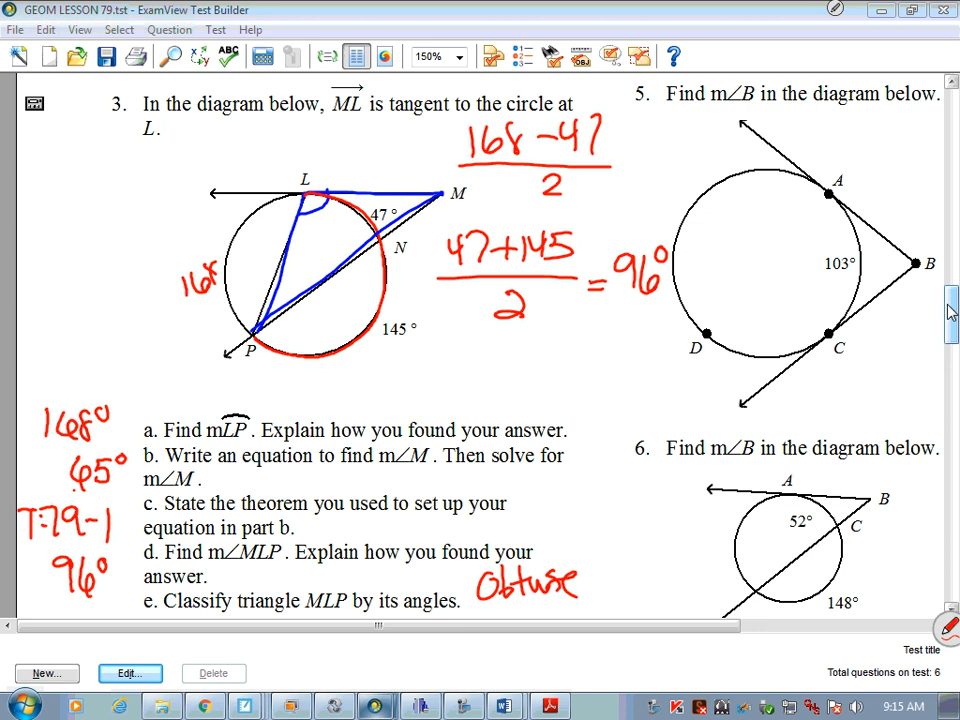 GEOM LESSON 79.tst - ExamView Test Builder
File Edit View Select Question Test Help
ABC 150% OBJ ?
3. In the diagram below, ML is tangent to the circle at
L.
168 - 47
2
L
M
47 °
N
168
145 °
P
47 + 145
2
= 96°
168°
65°
T:79-1
96°
a. Find mLP. Explain how you found your answer.
b. Write an equation to find m∠M. Then solve for
m∠M.
c. State the theorem you used to set up your
equation in part b.
d. Find m∠MLP. Explain how you found your
answer.
e. Classify triangle MLP by its angles.
obtuse
5. Find m∠B in the diagram below.
A
103°
B
D
C
6. Find m∠B in the diagram below.
A
B
52°
C
148°
Test title
New... Edit... Delete
Total questions on test: 6
9:15 AM